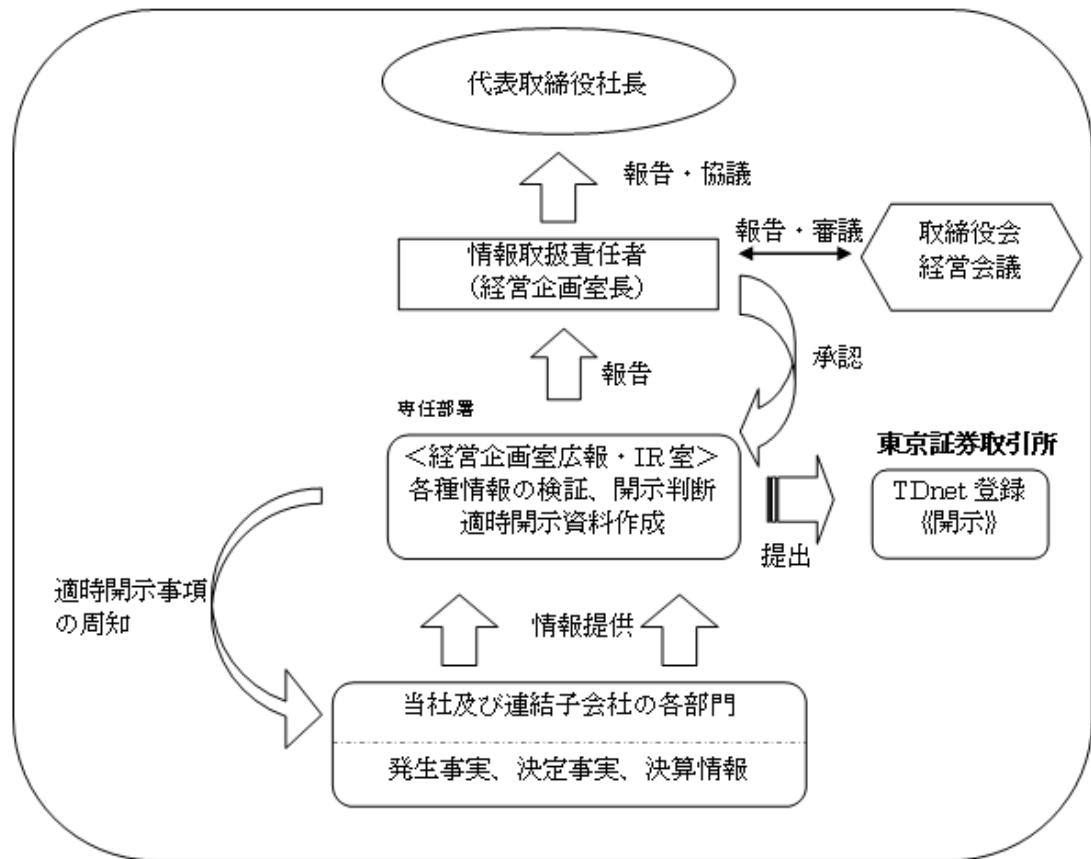 代表取締役社長
報告・協議
情報取扱責任者
(経営企画室長)
報告・審議
取締役会
経営会議
承認
報告
専任部署
＜経営企画室広報・IR室＞
各種情報の検証、開示判断
適時開示資料作成
東京証券取引所
TDnet 登録
《開示》
提出
適時開示事項
の周知
情報提供
当社及び連結子会社の各部門
発生事実、決定事実、決算情報